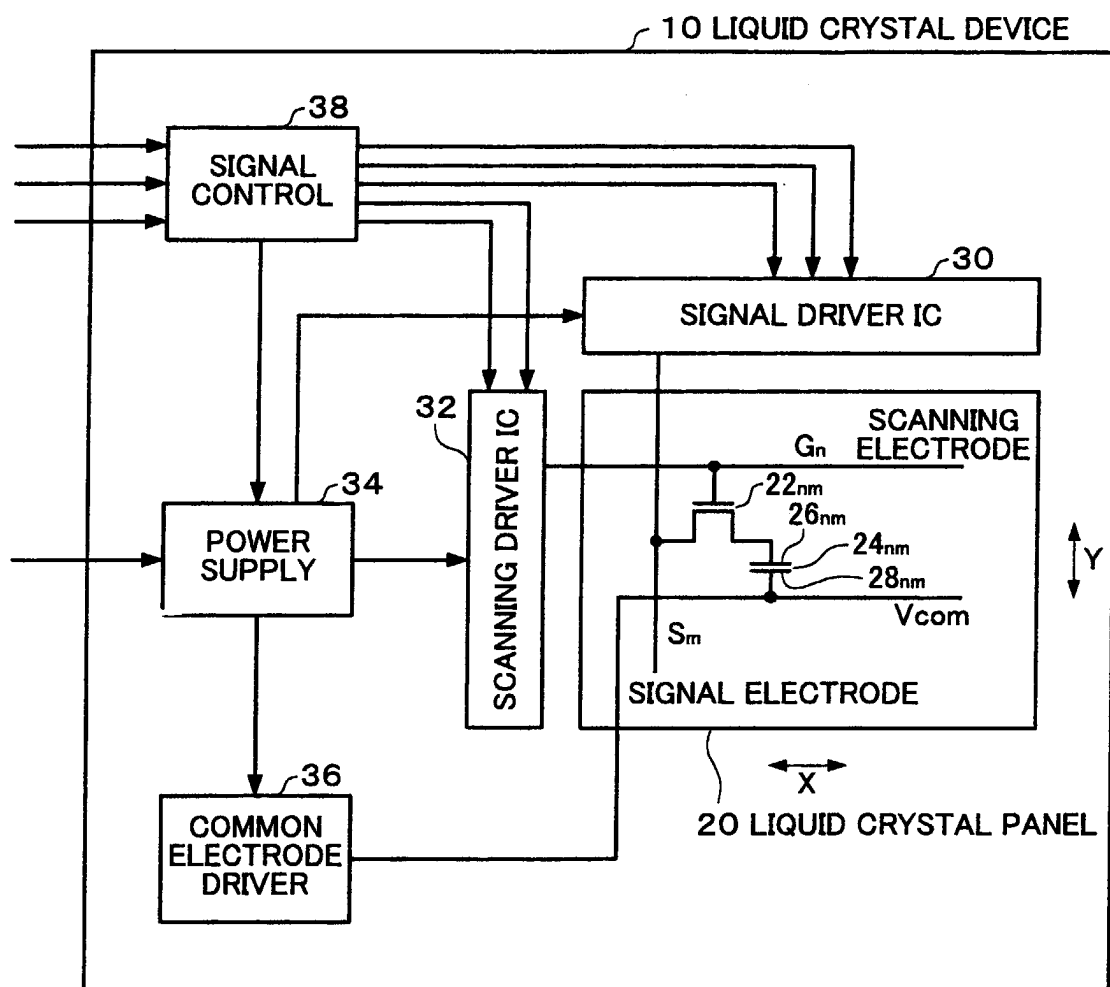 10 LIQUID CRYSTAL DEVICE
38
SIGNAL
CONTROL
30
SIGNAL DRIVER IC
32
SCANNING DRIVER IC
SCANNING
ELECTRODE
Gn
22nm
26nm
24nm
28nm
Vcom
Sm
SIGNAL ELECTRODE
Y
X
34
POWER
SUPPLY
20 LIQUID CRYSTAL PANEL
36
COMMON
ELECTRODE
DRIVER